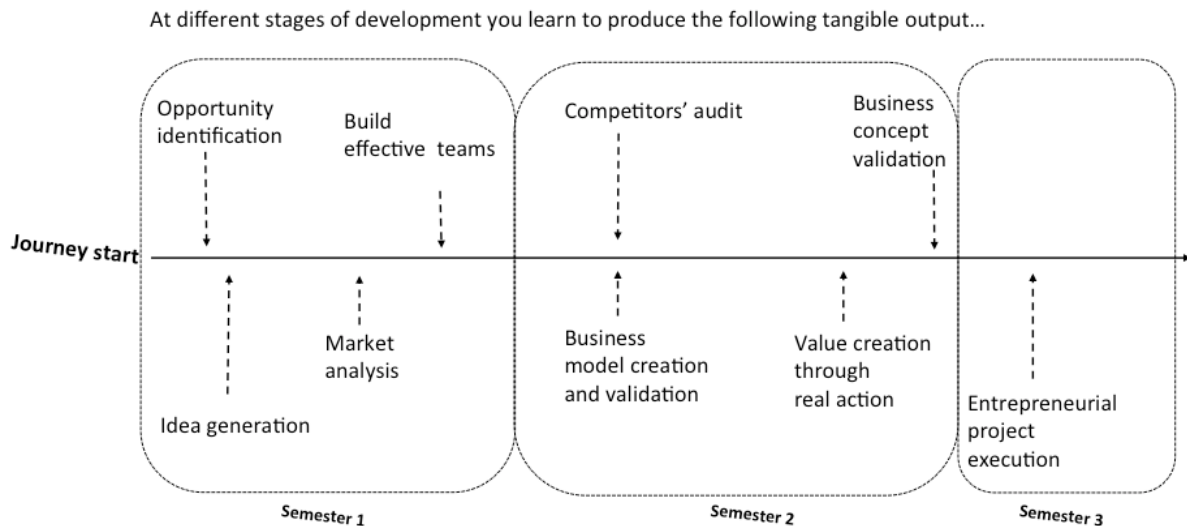 At different stages of development you learn to produce the following tangible output...
Opportunity
identification
Build
effective  teams
Competitors’ audit
Business
concept
validation
Journey start
Market
analysis
Idea generation
Business
model creation
and validation
Value creation
through
real action
Entrepreneurial
project
execution
Semester 1
Semester 2
Semester 3